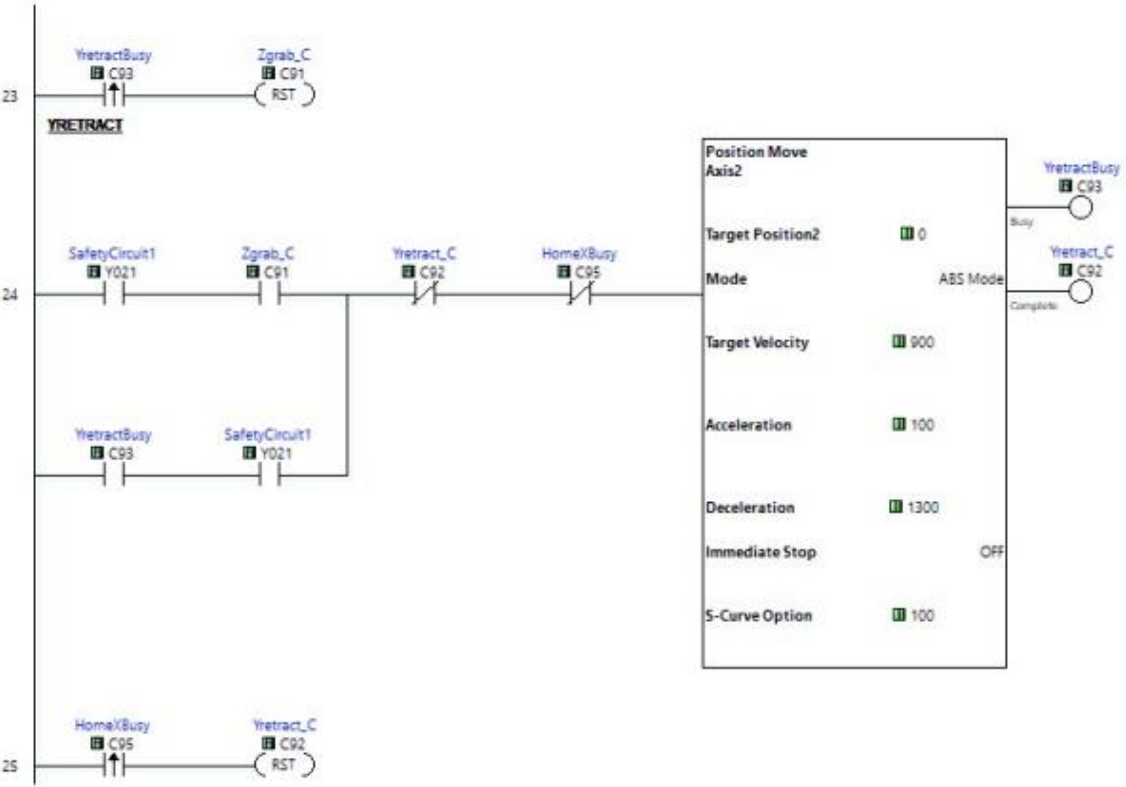 YretractBusy Zgrab_C
C93 C91
23 RST
YRETRACT
Position Move
Axis2
YretractBusy
C93
Busy
Target Position2 0
SafetyCircuit1 Zgrab_C Yretract_C HomeXBusy
Y021 C91 C92 C95
Yretract_C
C92
24
Mode ABS Mode
Complete
Target Velocity 900
Acceleration 100
YretractBusy SafetyCircuit1
C93 Y021
Deceleration 1300
Immediate Stop OFF
S-Curve Option 100
HomeXBusy Yretract_C
C95 C92
25 RST